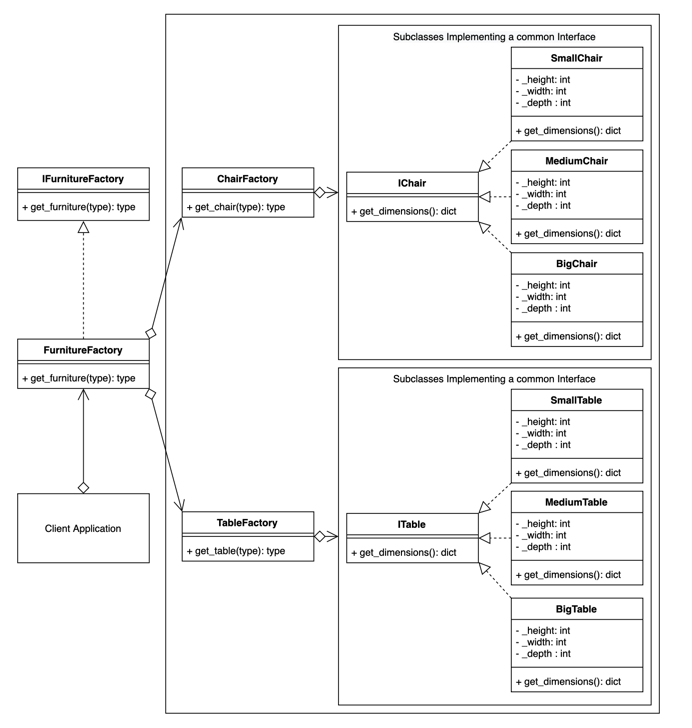 Subclasses Implementing a common Interface
SmallChair
- _height: int
- _width: int
- _depth : int
+ get_dimensions(): dict
IFurnitureFactory
+ get_furniture(type): type
ChairFactory
+ get_chair(type): type
IChair
+ get_dimensions(): dict
MediumChair
- _height: int
- _width: int
- _depth : int
+ get_dimensions(): dict
BigChair
- _height: int
- _width: int
- _depth : int
+ get_dimensions(): dict
FurnitureFactory
+ get_furniture(type): type
Subclasses Implementing a common Interface
SmallTable
- _height: int
- _width: int
- _depth : int
+ get_dimensions(): dict
Client Application
TableFactory
+ get_table(type): type
ITable
+ get_dimensions(): dict
MediumTable
- _height: int
- _width: int
- _depth : int
+ get_dimensions(): dict
BigTable
- _height: int
- _width: int
- _depth : int
+ get_dimensions(): dict